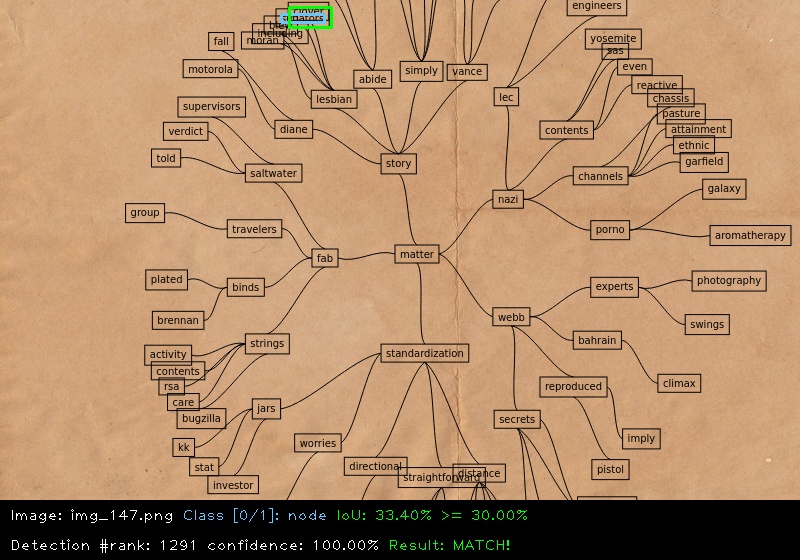 engineers
clover
senators
including
moran
fall
yosemite
sas
even
motorola
abide
simply
vance
lesbian
lec
reactive
chassis
pasture
supervisors
verdict
diane
contents
attainment
ethnic
told
story
garfield
saltwater
channels
galaxy
nazi
group
travelers
porno
aromatherapy
fab
matter
plated
binds
experts
photography
brennan
webb
swings
strings
bahrain
activity
standardization
contents
rsa
reproduced
climax
care
bugzilla
jars
secrets
kk
worries
imply
stat
directional
straightforward
distance
pistol
investor
Image: img_147.png Class [0/1]: node IoU: 33.40% >= 30.00%
Detection #rank: 1291 confidence: 100.00% Result: MATCH!